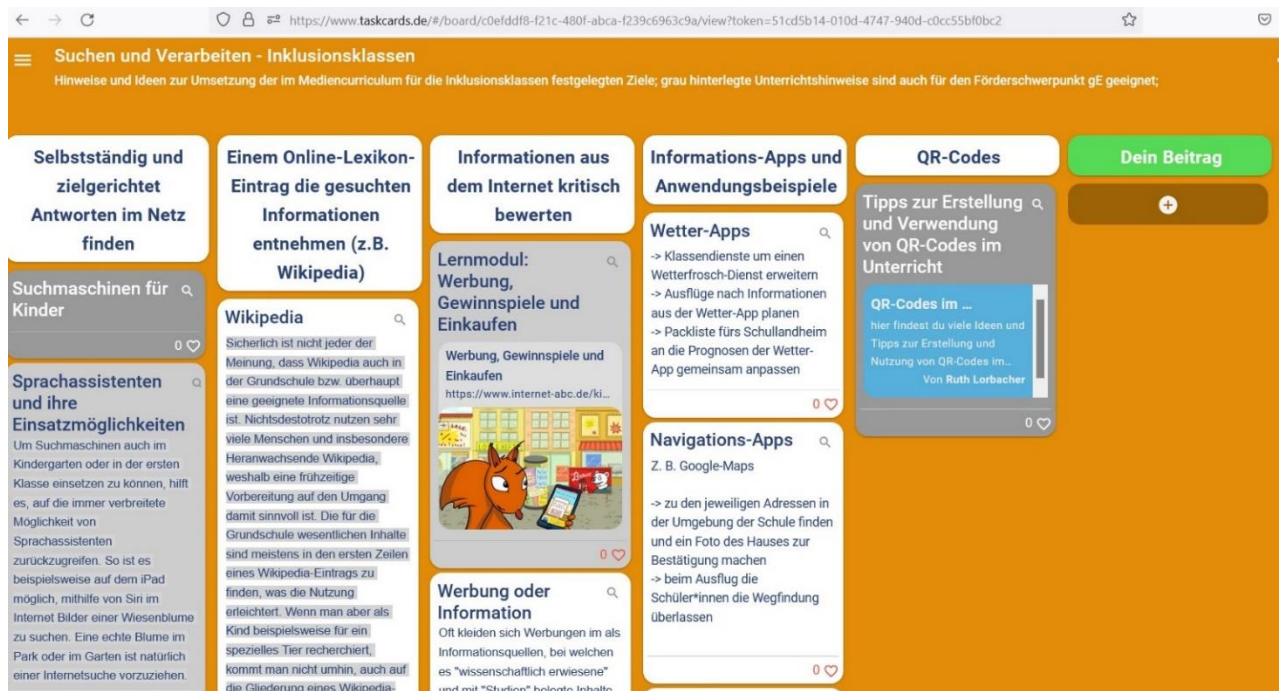 https://www.taskcards.de/#/board/c0efddf8-f21c-480f-abca-f239c6963c9a/view?token=51cd5b14-010d-4747-940d-c0cc55bf0bc2
Suchen und Verarbeiten - Inklusionsklassen
Hinweise und Ideen zur Umsetzung der im Mediencurriculum für die Inklusionsklassen festgelegten Ziele; grau hinterlegte Unterrichtshinweise sind auch für den Förderschwerpunkt gE geeignet;
Selbstständig und
zielgerichtet
Antworten im Netz
finden
Suchmaschinen für
Kinder
0
Sprachassistenten
und ihre
Einsatzmöglichkeiten
Um Suchmaschinen auch im
Kindergarten oder in der ersten
Klasse einsetzen zu können, hilft
es, auf die immer verbreitete
Möglichkeit von
Sprachassistenten
zurückzugreifen. So ist es
beispielsweise auf dem iPad
möglich, mithilfe von Siri im
Internet Bilder einer Wiesenblume
zu suchen. Eine echte Blume im
Park oder im Garten ist natürlich
einer Internetsuche vorzuziehen.
Einem Online-Lexikon-
Eintrag die gesuchten
Informationen
entnehmen (z.B.
Wikipedia)
Wikipedia
Sicherlich ist nicht jeder der
Meinung, dass Wikipedia auch in
der Grundschule bzw. überhaupt
eine geeignete Informationsquelle
ist. Nichtsdestotrotz nutzen sehr
viele Menschen und insbesondere
Heranwachsende Wikipedia,
weshalb eine frühzeitige
Vorbereitung auf den Umgang
damit sinnvoll ist. Die für die
Grundschule wesentlichen Inhalte
sind meistens in den ersten Zeilen
eines Wikipedia-Eintrags zu
finden, was die Nutzung
erleichtert. Wenn man aber als
Kind beispielsweise für ein
spezielles Tier recherchiert,
kommt man nicht umhin, auch auf
die Gliederung eines Wikipedia-
Informationen aus
dem Internet kritisch
bewerten
Lernmodul:
Werbung,
Gewinnspiele und
Einkaufen
Werbung, Gewinnspiele und
Einkaufen
https://www.internet-abc.de/ki...
0
Werbung oder
Information
Oft kleiden sich Werbungen im als
Informationsquellen, bei welchen
es "wissenschaftlich erwiesene"
und mit "Studien" belegte Inhalte
Informations-Apps und
Anwendungsbeispiele
Wetter-Apps
-> Klassendienste um einen
Wetterfrosch-Dienst erweitern
-> Ausflüge nach Informationen
aus der Wetter-App planen
-> Packliste fürs Schullandheim
an die Prognosen der Wetter-
App gemeinsam anpassen
0
Navigations-Apps
Z. B. Google-Maps
-> zu den jeweiligen Adressen in
der Umgebung der Schule finden
und ein Foto des Hauses zur
Bestätigung machen
-> beim Ausflug die
Schüler*innen die Wegfindung
überlassen
0
QR-Codes
Tipps zur Erstellung
und Verwendung
von QR-Codes im
Unterricht
QR-Codes im ...
hier findest du viele Ideen und
Tipps zur Erstellung und
Nutzung von QR-Codes im...
Von Ruth Lorbacher
0
Dein Beitrag